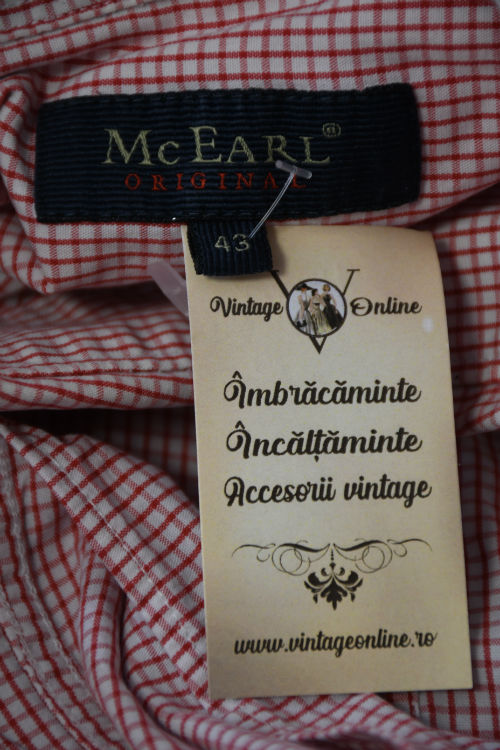 McEARL®
ORIGINAL
43
Vintage Online
Îmbrăcăminte
Încălțăminte
Accesorii vintage
www.vintageonline.ro